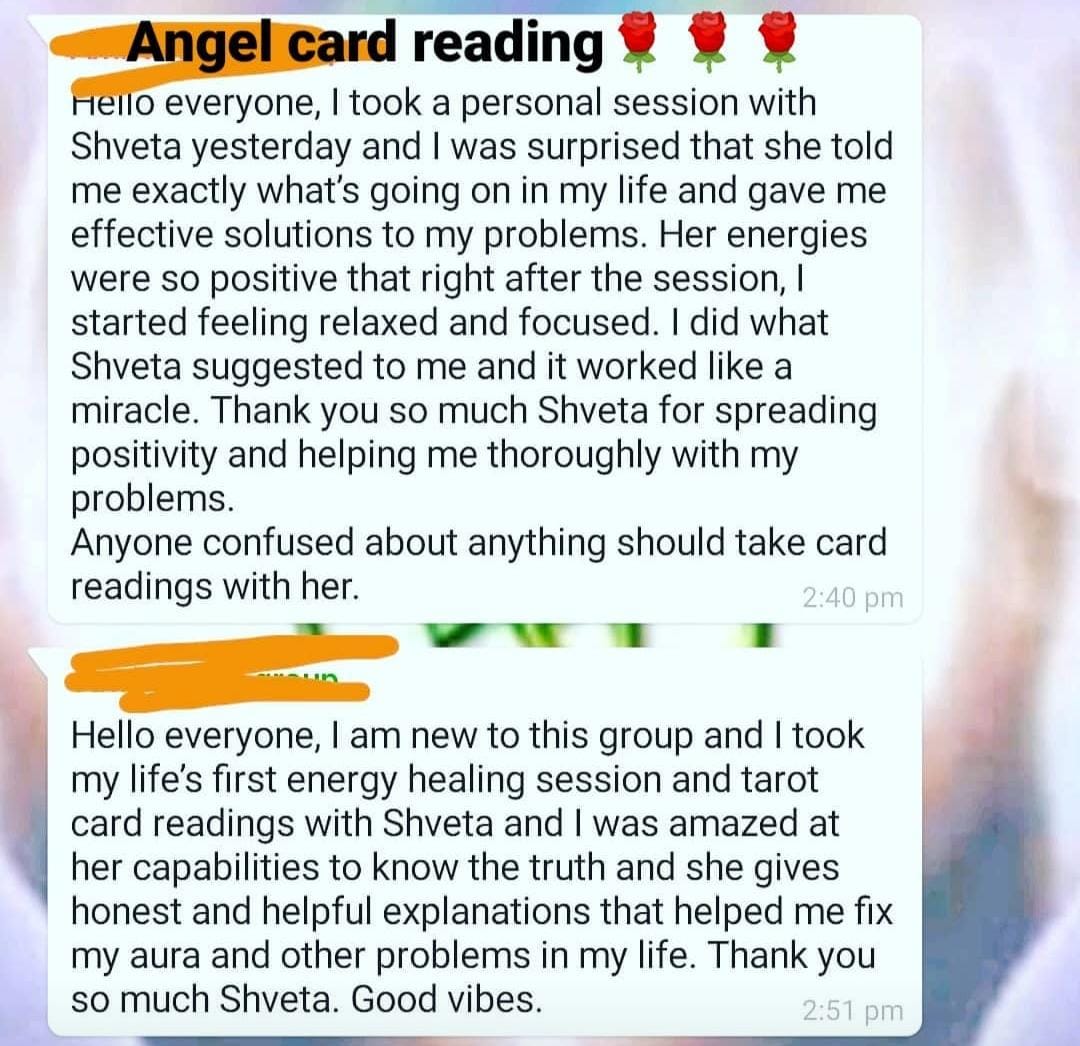 Angel card reading🌹🌹🌹
Hello everyone, I took a personal session with
Shveta yesterday and I was surprised that she told
me exactly what's going on in my life and gave me
effective solutions to my problems. Her energies
were so positive that right after the session, I
started feeling relaxed and focused. I did what
Shveta suggested to me and it worked like a
miracle. Thank you so much Shveta for spreading
positivity and helping me thoroughly with my
problems.
Anyone confused about anything should take card
readings with her.
2:40 pm
Hello everyone, I am new to this group and I took
my life's first energy healing session and tarot
card readings with Shveta and I was amazed at
her capabilities to know the truth and she gives
honest and helpful explanations that helped me fix
my aura and other problems in my life. Thank you
so much Shveta. Good vibes.
2:51 pm